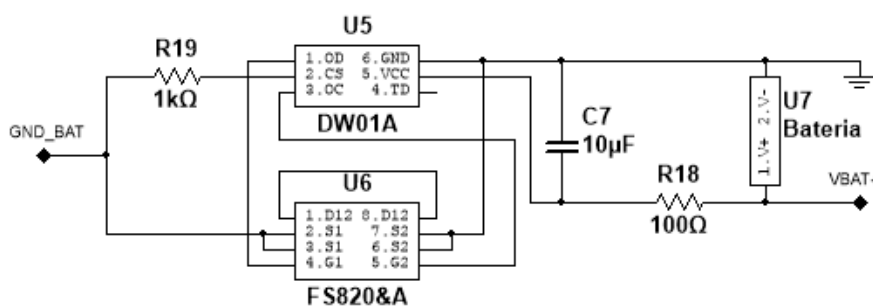 U5
R19
1.OD 6.GND
2.CS 5.VCC
3.OC 4.TD
1kΩ
DW01A
GND_BAT
C7
10µF
1.V+ 2.V-
U7
Bateria
U6
R18
100Ω
VBAT-
1.D12 8.D12
2.S1 7.S2
3.S1 6.S2
4.G1 5.G2
FS820&A